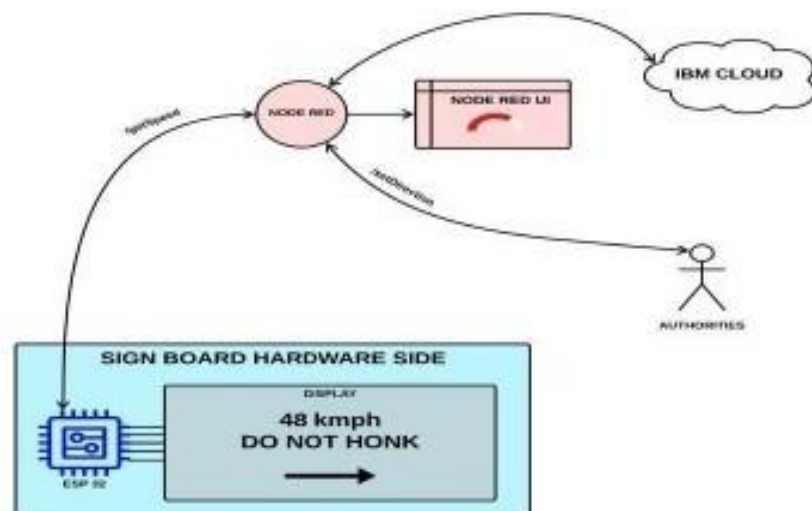 IBM CLOUD
NODE RED
NODE RED UI
/getSpeed
/setDirection
AUTHORITIES
SIGN BOARD HARDWARE SIDE
DISPLAY
48 kmph
DO NOT HONK
ESP 32